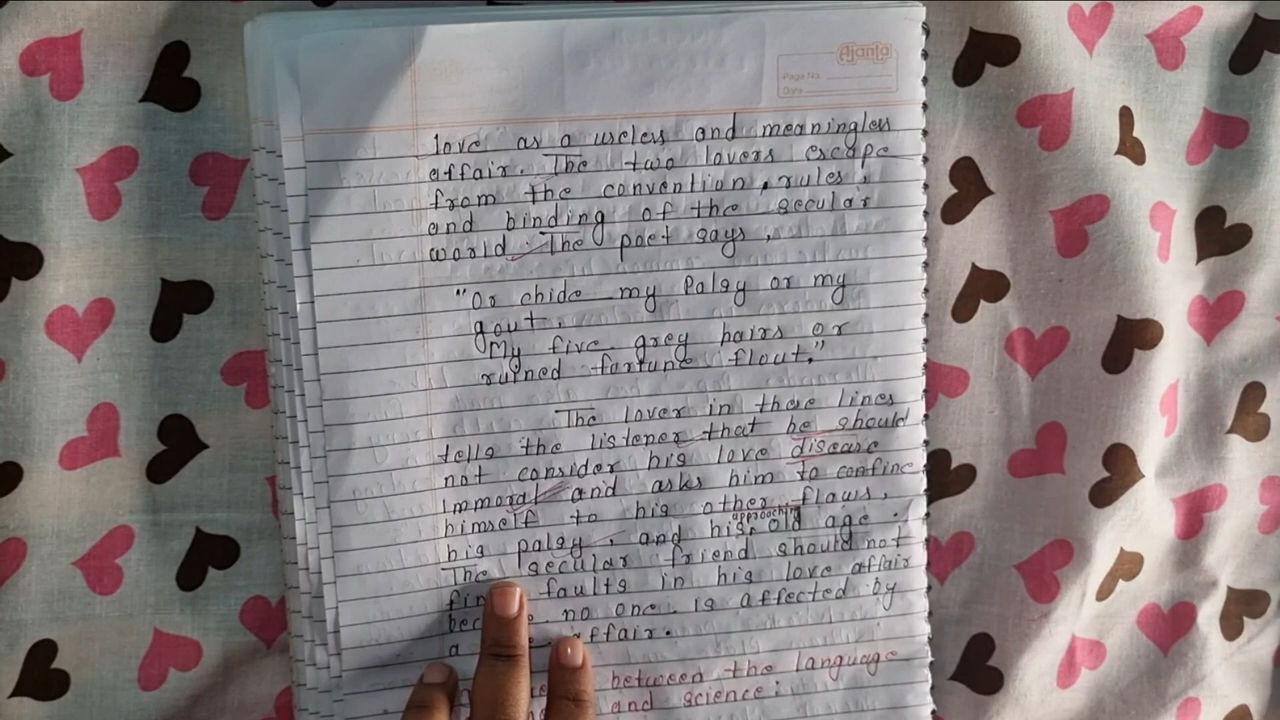 Ajanta
Page No.
Date
love as a useless and meaningless
affair. The two lovers escape
from the convention, rules,
and binding of the secular
world. The poet says,
"Or chide my Palsy or my
gout,
My five grey hairs or
ruined fortune flout."
The lover in these lines
tells the listener that he should
not consider his love disease
immoral and asks him to confine
himself to his other flaws,
his palsy, and his approaching old age.
The secular friend should not
faults in his love affair
no one is affected by
a affair.
between the language
and science: